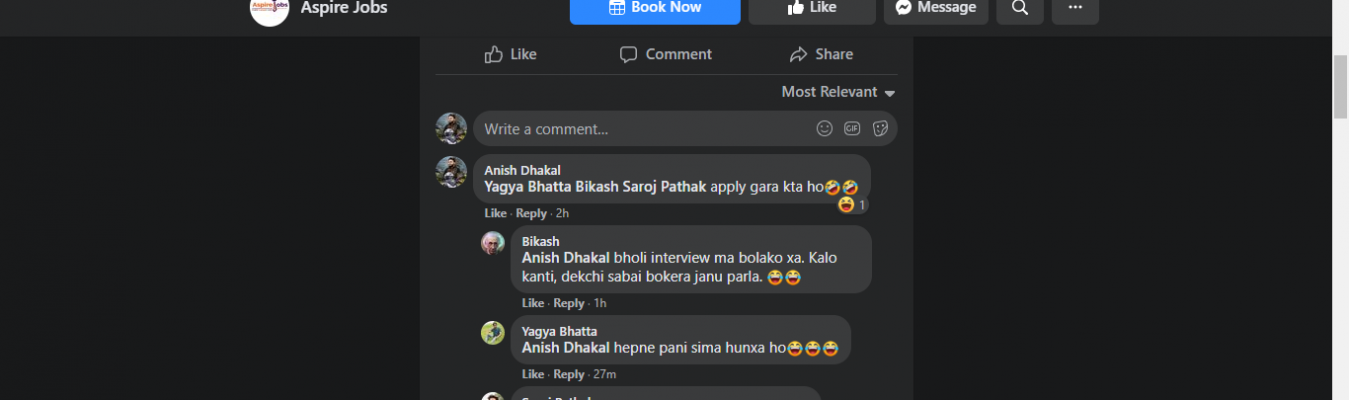 Aspire Jobs
Book Now
Like
Message
Like
Comment
Share
Most Relevant
Write a comment...
GIF
Anish Dhakal
Yagya Bhatta Bikash Saroj Pathak apply gara kta ho🤣🤣
😆 1
Like · Reply · 2h
Bikash
Anish Dhakal bholi interview ma bolako xa. Kalo
kanti, dekchi sabai bokera janu parla. 😂😂
Like · Reply · 1h
Yagya Bhatta
Anish Dhakal hepne pani sima hunxa ho😂😂😂
Like · Reply · 27m